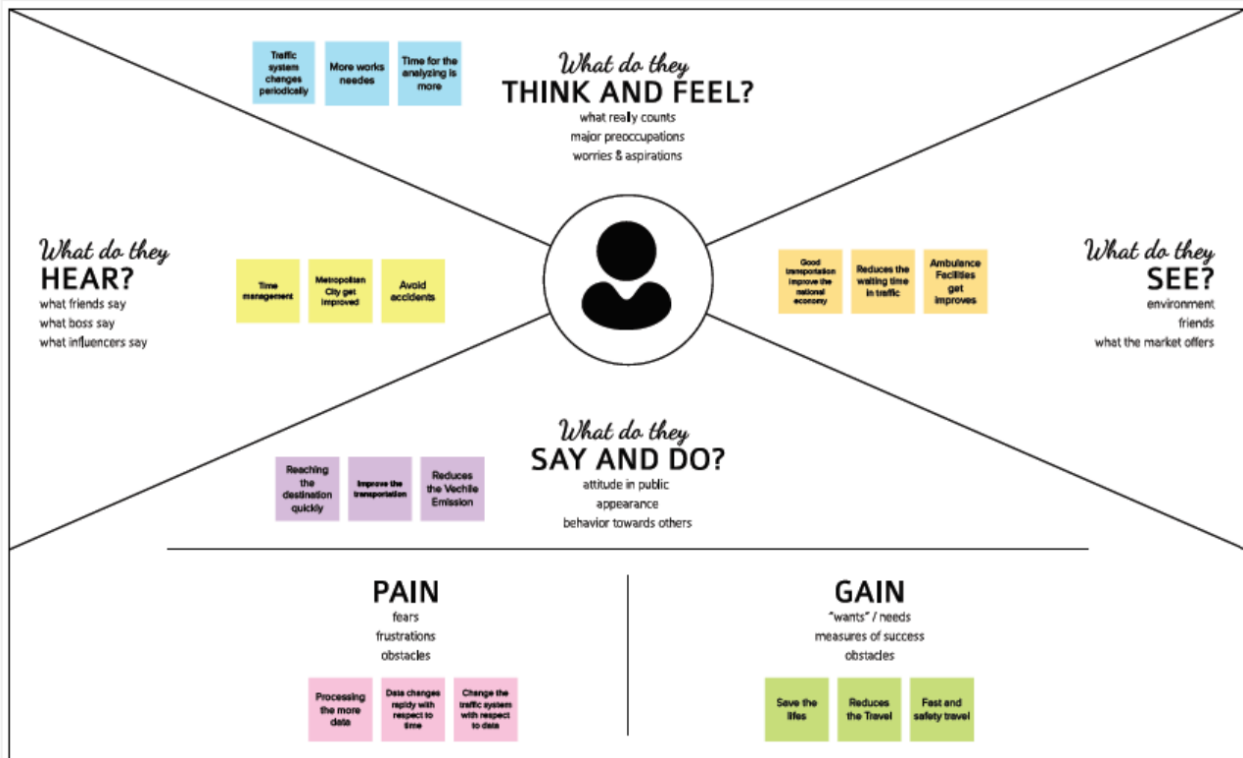 Traffic
system
changes
periodically
More works
needes
Time for the
analyzing is
more
What do they
THINK AND FEEL?
what really counts
major preoccupations
worries & aspirations
What do they
HEAR?
what friends say
what boss say
what influencers say
Time
management
Metropolitan
City get
improved
Avoid
accidents
Good
transportation
improve the
national
economy
Reduces the
waiting time
in traffic
Ambulance
Facilities
get
improves
What do they
SEE?
environment
friends
what the market offers
What do they
SAY AND DO?
attitude in public
appearance
behavior towards others
Reaching
the
destination
quickly
Improve the
transportation
Reduces
the Vechile
Emission
PAIN
fears
frustrations
obstacles
Processing
the more
data
Data changes
rapidly with
respect to
time
Change the
traffic system
with respect
to data
GAIN
"wants" / needs
measures of success
obstacles
Save the
lifes
Reduces
the Travel
Fast and
safety travel